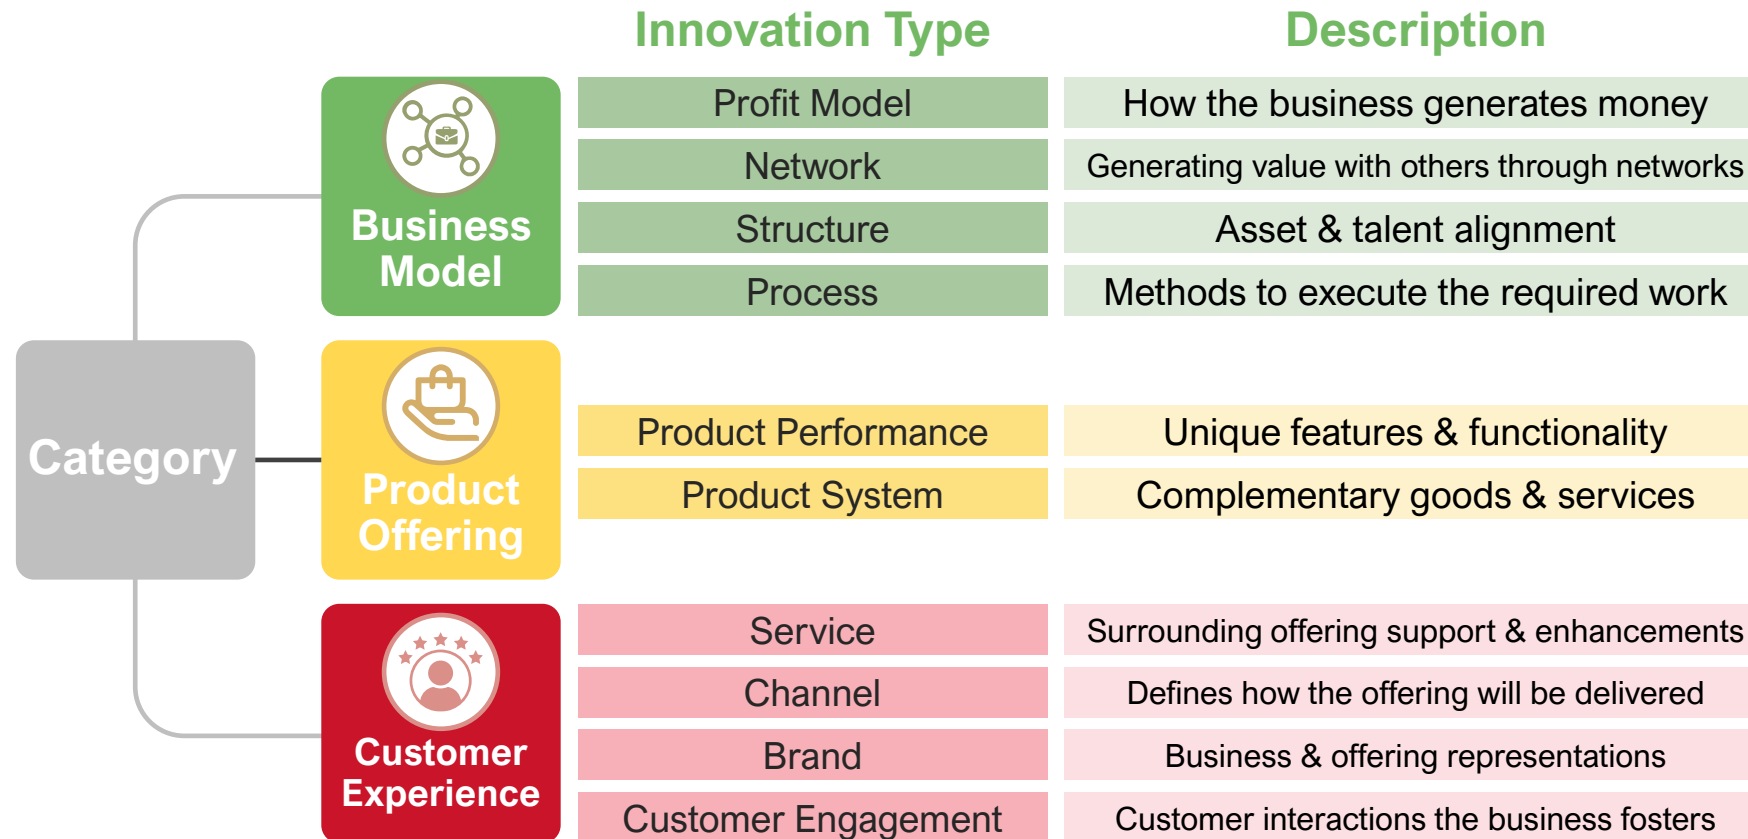 Innovation Type
Description
Category
Business
Model
Profit Model
How the business generates money
Network
Generating value with others through networks
Structure
Asset & talent alignment
Process
Methods to execute the required work
Product
Offering
Product Performance
Unique features & functionality
Product System
Complementary goods & services
Customer
Experience
Service
Surrounding offering support & enhancements
Channel
Defines how the offering will be delivered
Brand
Business & offering representations
Customer Engagement
Customer interactions the business fosters